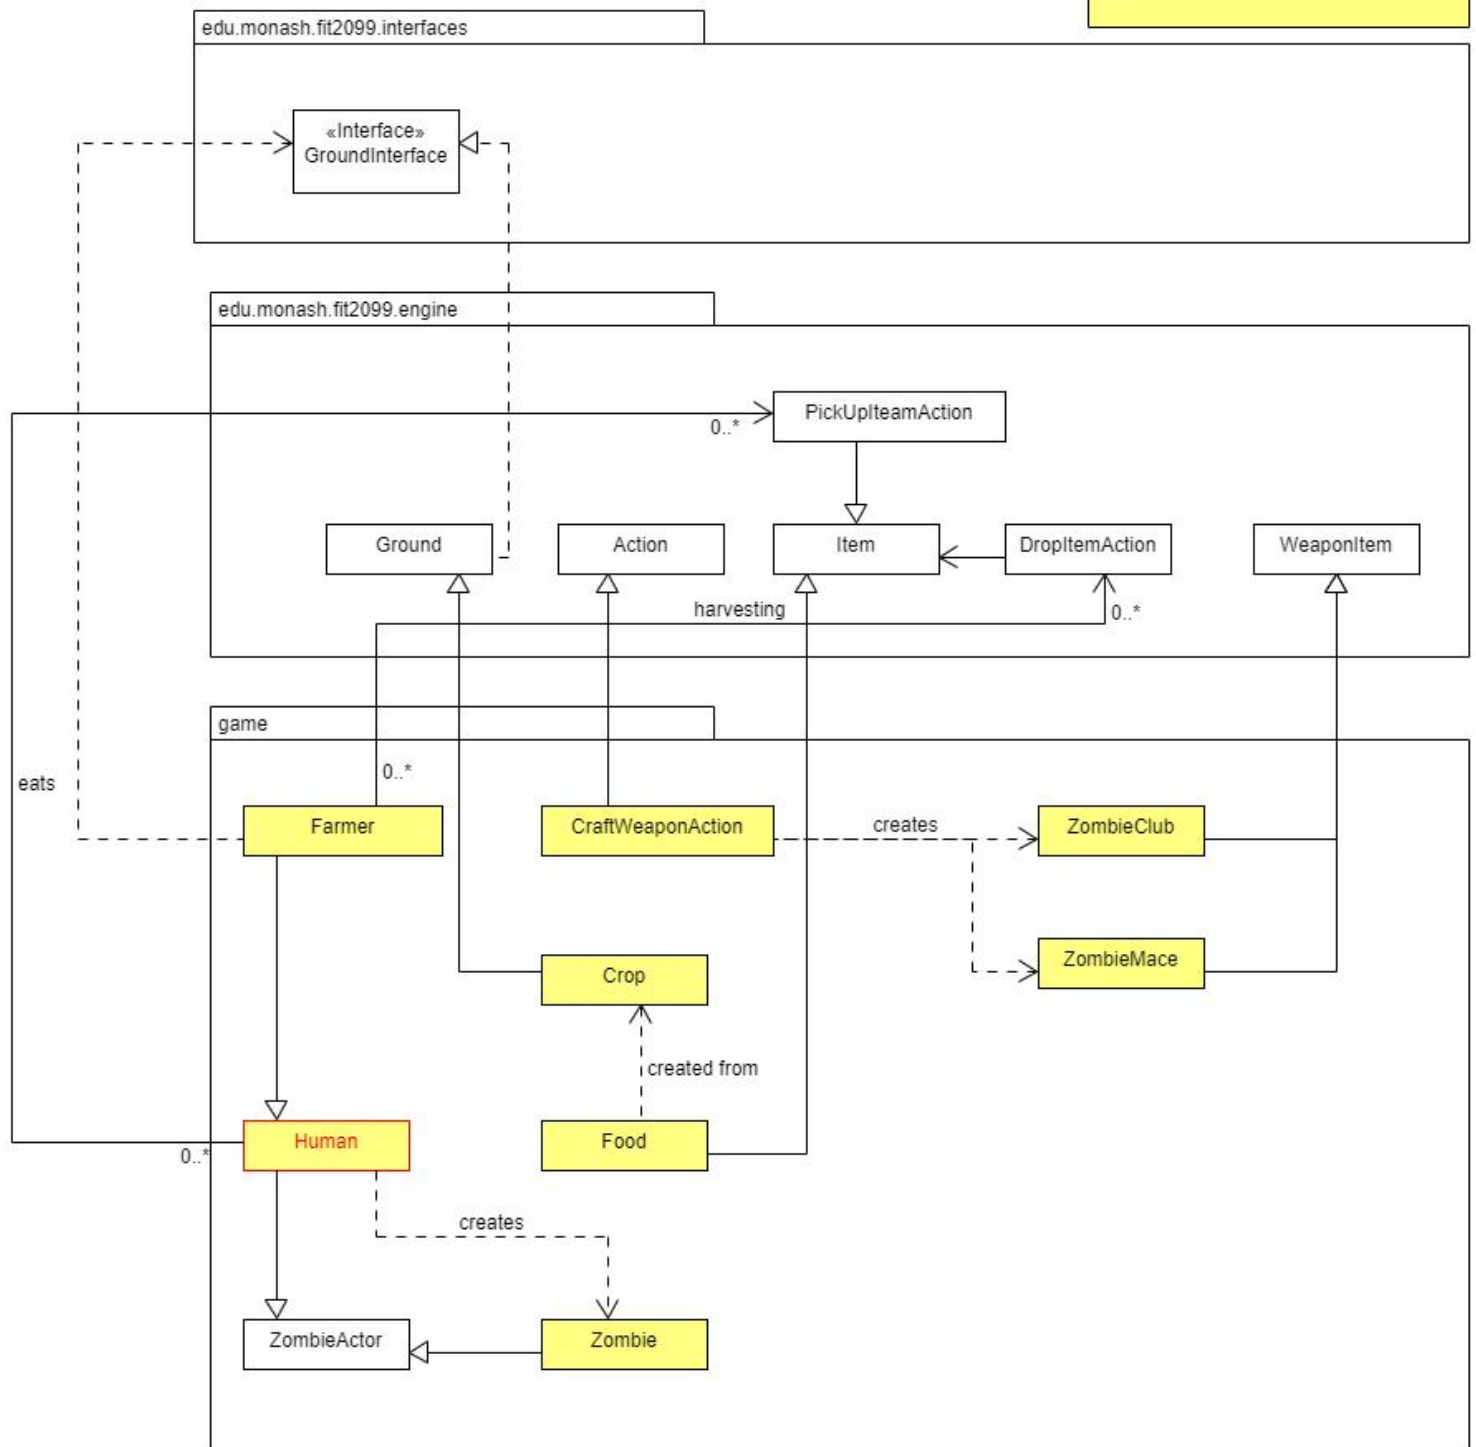 edu.monash.fit2099.interfaces
«Interface»
GroundInterface
edu.monash.fit2099.engine
PickUpIteamAction
0..*
Ground
Action
Item
DropItemAction
WeaponItem
harvesting
0..*
game
0..*
eats
Farmer
CraftWeaponAction
creates
ZombieClub
Crop
ZombieMace
created from
Human
Food
0..*
creates
ZombieActor
Zombie